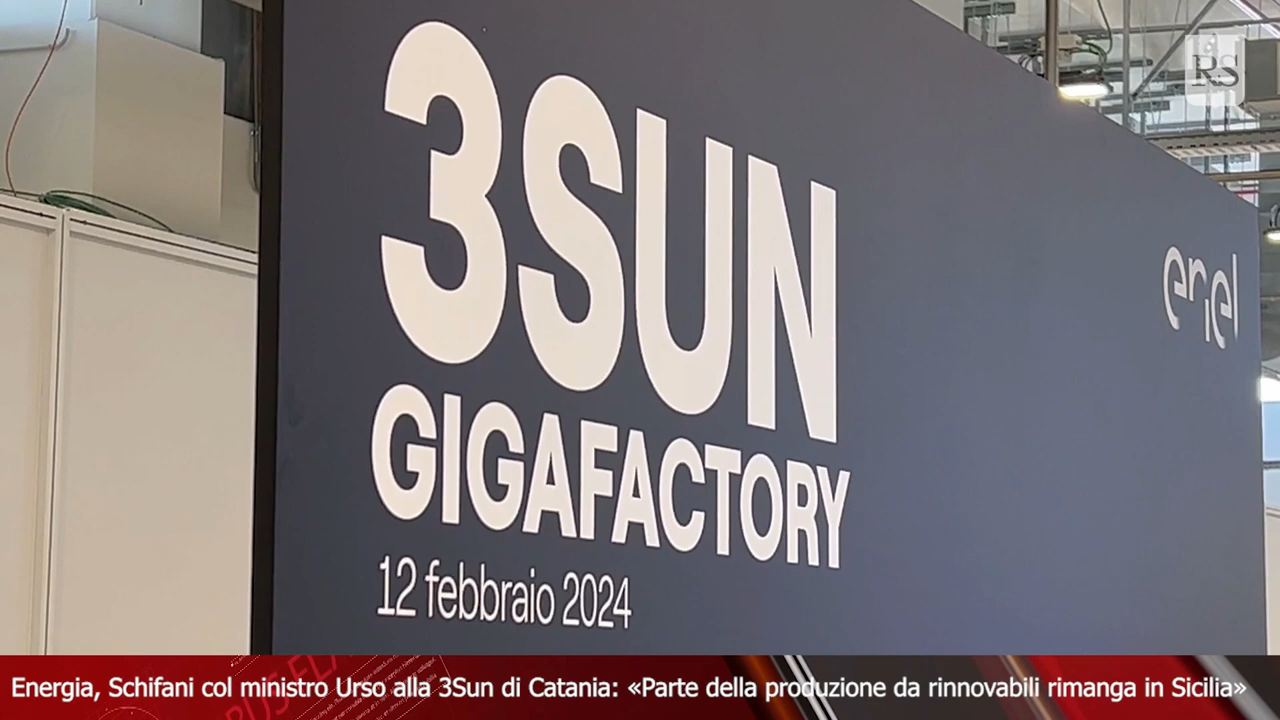 3SUN
GIGAFACTORY
12 febbraio 2024
enel
RS
Energia, Schifani col ministro Urso alla 3Sun di Catania: «Parte della produzione da rinnovabili rimanga in Sicilia»